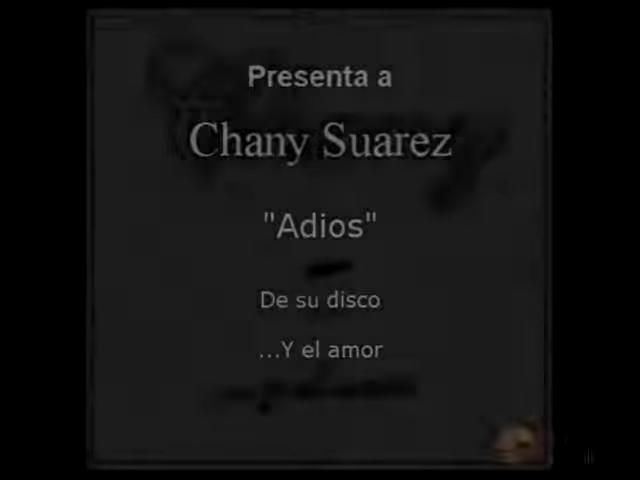 Presenta a
Chany Suarez
"Adios"
De su disco
...Y el amor